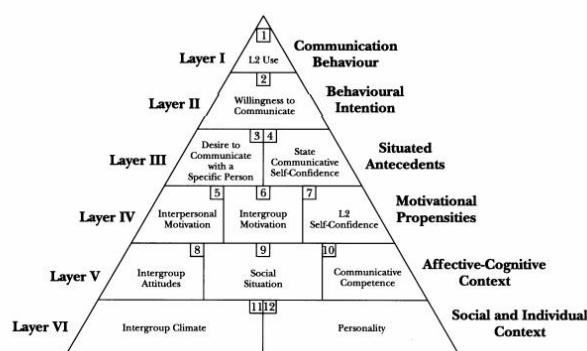 1
Layer I
L2 Use
Communication
Behaviour
2
Layer II
Willingness to
Communicate
Behavioural
Intention
3 4
Layer III
Desire to
Communicate
with a
Specific Person
State
Communicative
Self-Confidence
Situated
Antecedents
5 6 7
Layer IV
Interpersonal
Motivation
Intergroup
Motivation
L2
Self-Confidence
Motivational
Propensities
8 9 10
Layer V
Intergroup
Attitudes
Social
Situation
Communicative
Competence
Affective-Cognitive
Context
11 12
Layer VI
Intergroup Climate
Personality
Social and Individual
Context